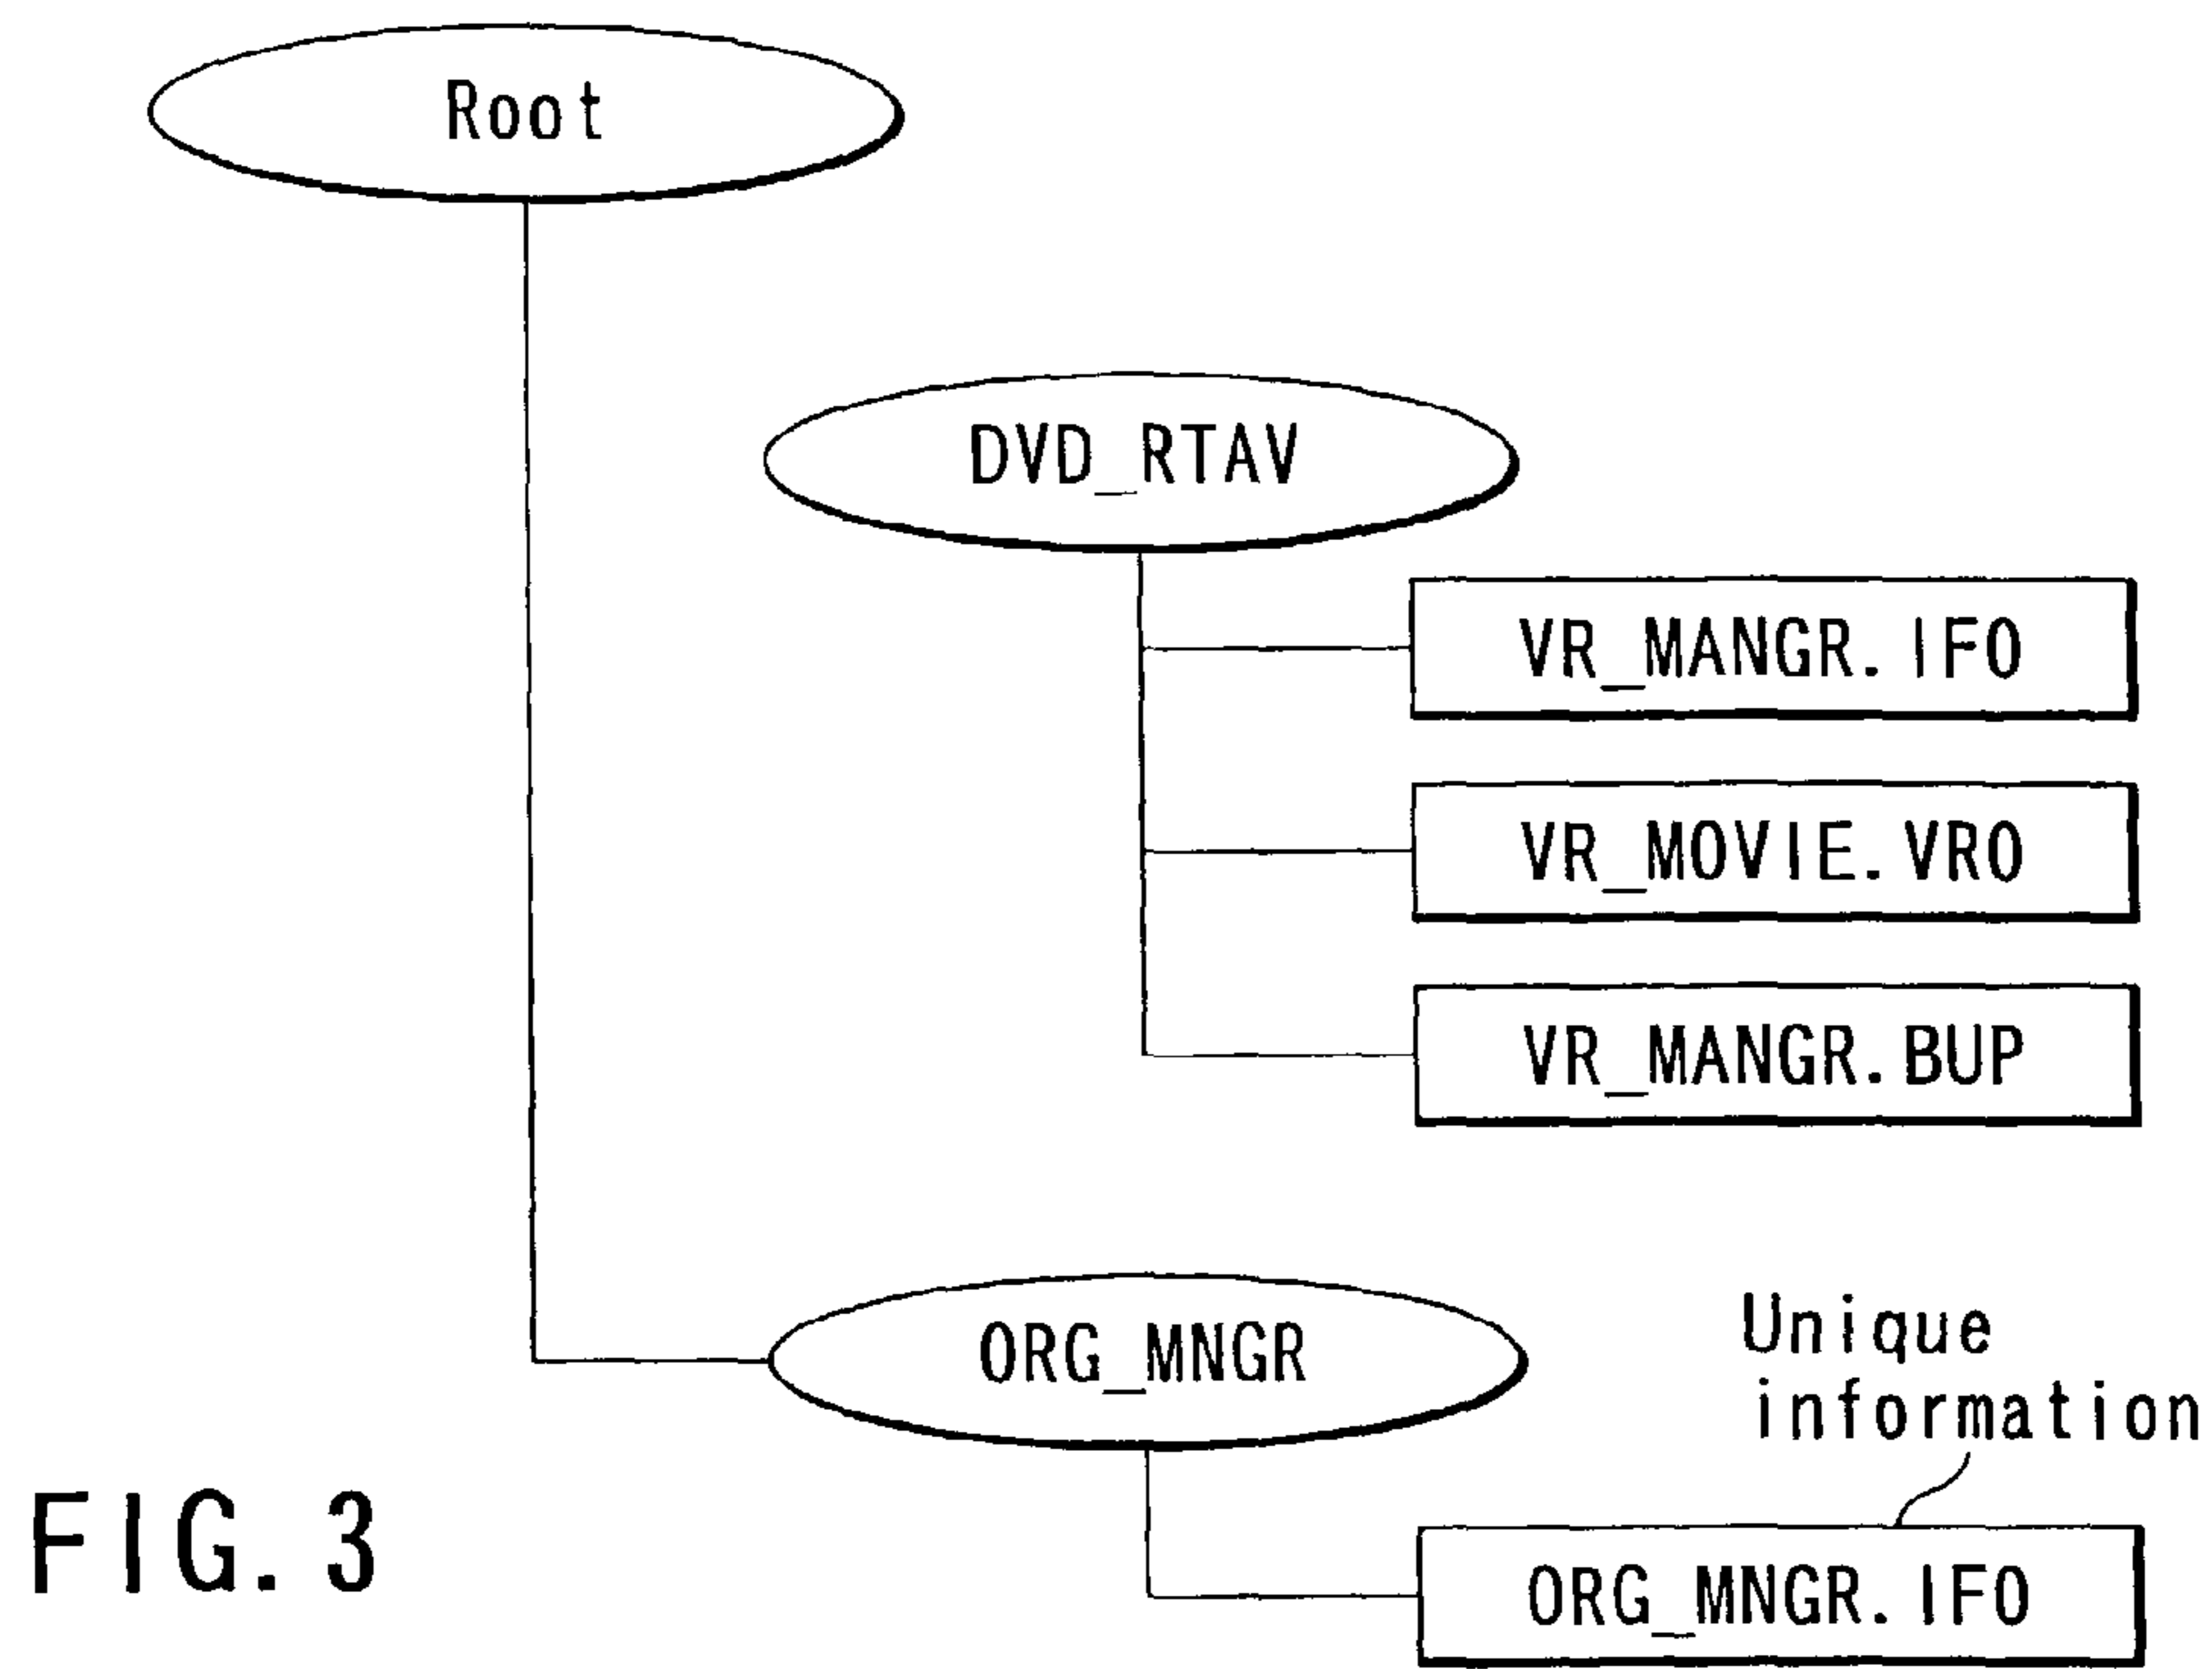 Root
DVD_RTAV
VR_MANGR.IFO
VR_MOVIE.VRO
VR_MANGR.BUP
ORG_MNGR
Unique
information
ORG_MNGR.IFO
FIG. 3